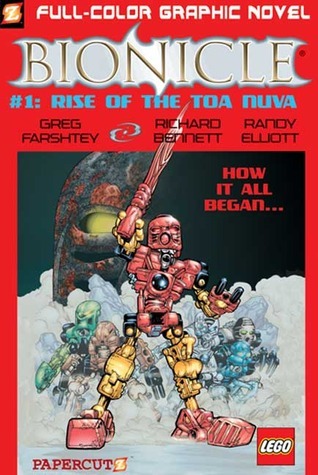 FULL-COLOR GRAPHIC NOVEL
BIONICLE®
#1: RISE OF THE TOA NUVA
GREG FARSHTEY
RICHARD BENNETT
RANDY ELLIOTT
HOW
IT ALL
BEGAN...
PAPERCUTZ
LEGO